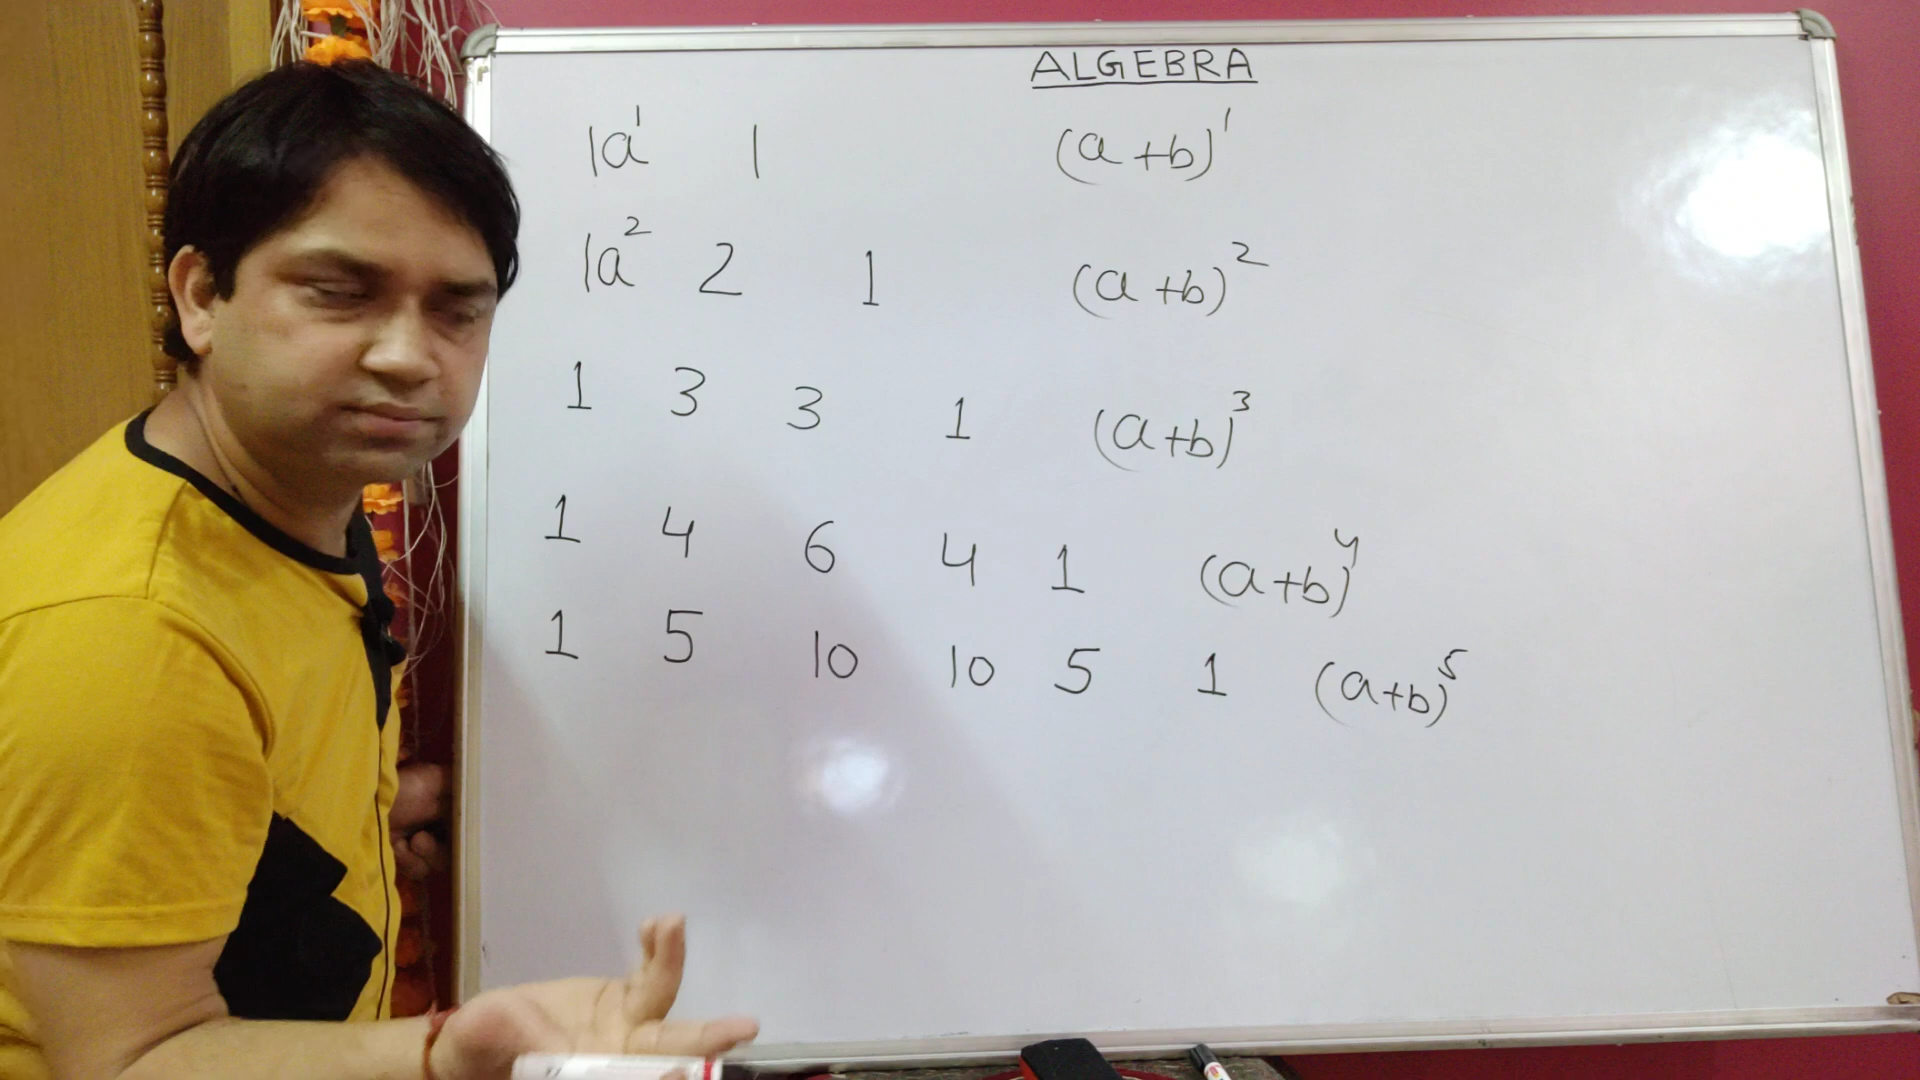 ALGEBRA
1a¹ 1 (a+b)¹
1a² 2 1 (a+b)²
1 3 3 1 (a+b)³
1 4 6 4 1 (a+b)⁴
1 5 10 10 5 1 (a+b)⁵